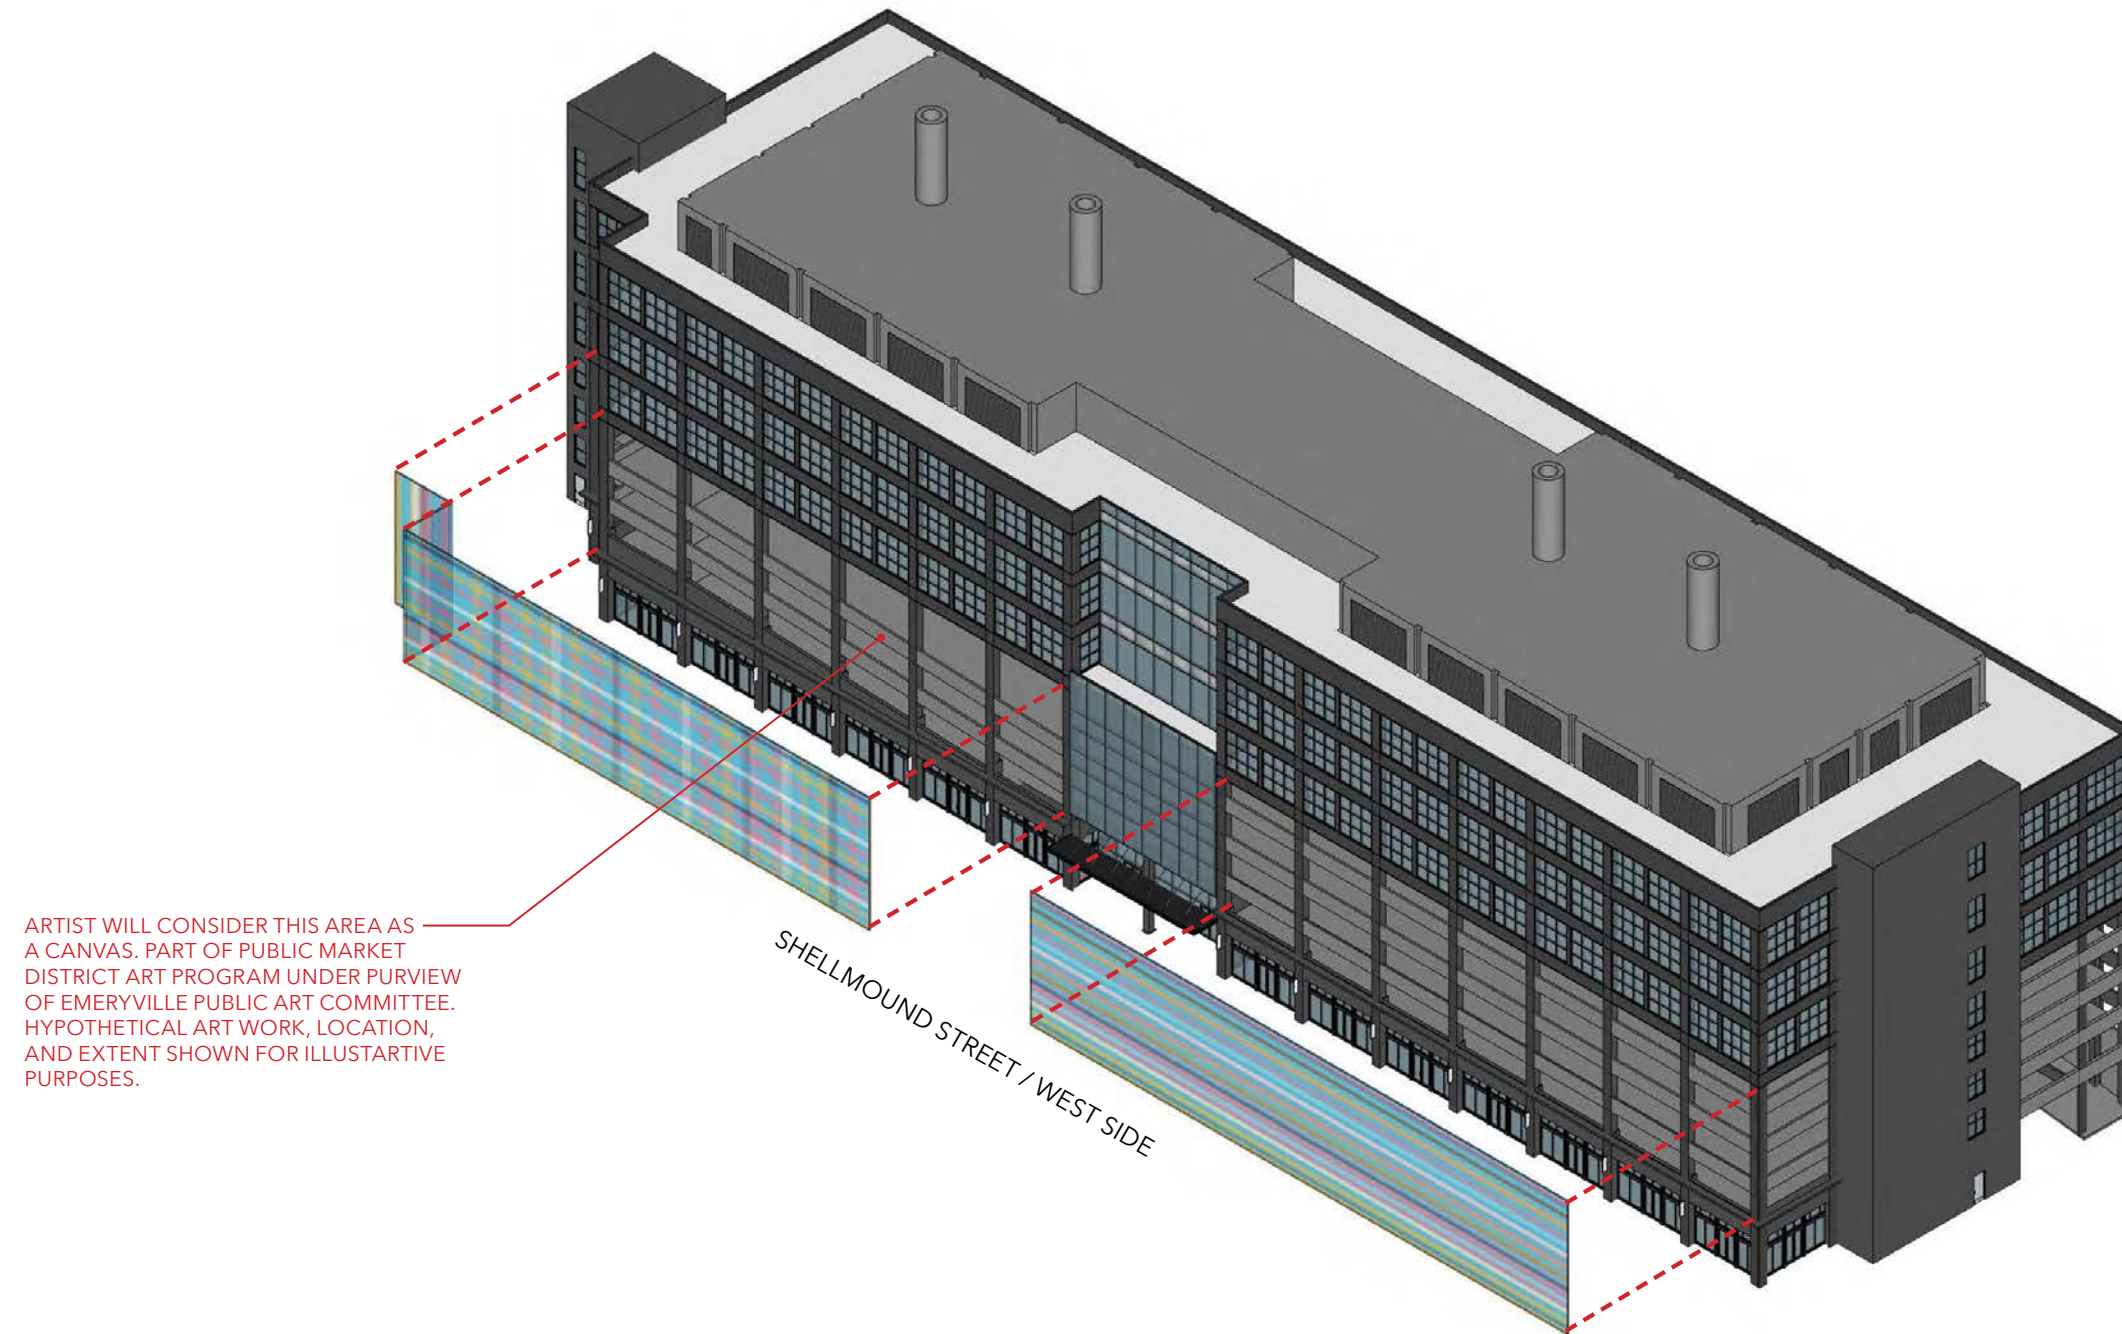 ARTIST WILL CONSIDER THIS AREA AS
A CANVAS. PART OF PUBLIC MARKET
DISTRICT ART PROGRAM UNDER PURVIEW
OF EMERYVILLE PUBLIC ART COMMITTEE.
HYPOTHETICAL ART WORK, LOCATION,
AND EXTENT SHOWN FOR ILLUSTARTIVE
PURPOSES.
SHELLMOUND STREET / WEST SIDE